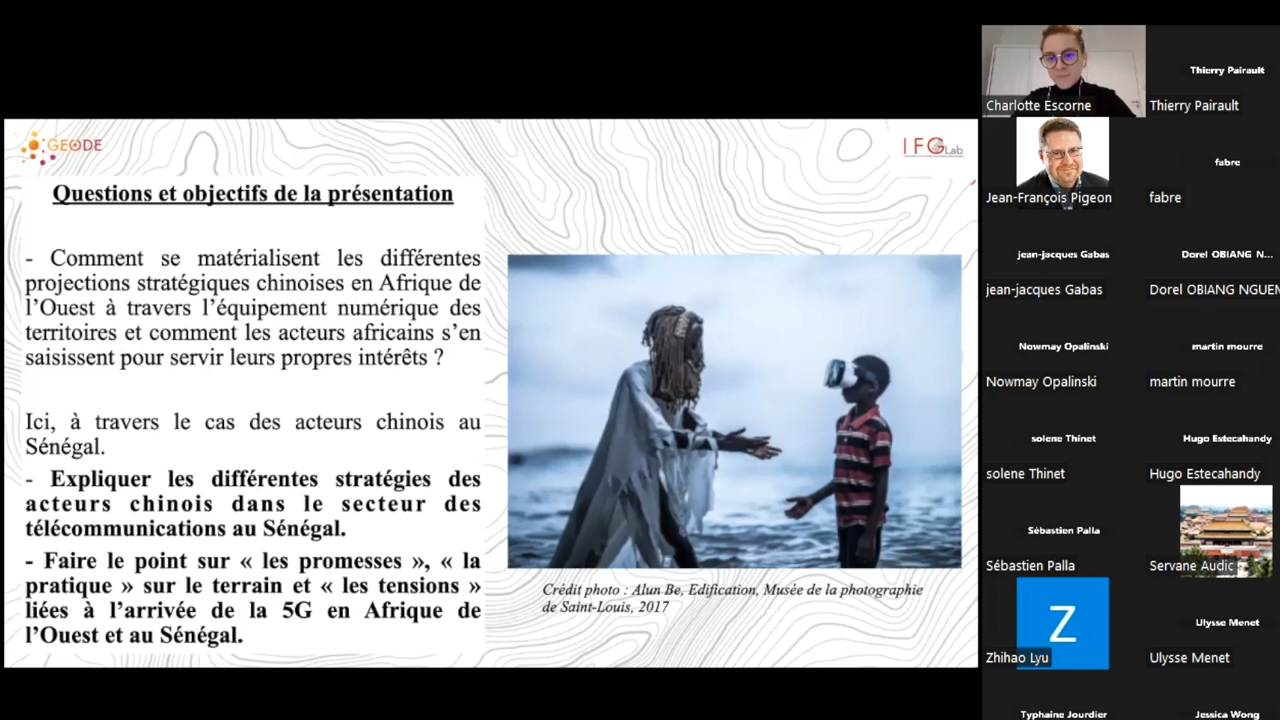 GEODE
IFG Lab
Questions et objectifs de la présentation
- Comment se matérialisent les différentes
projections stratégiques chinoises en Afrique de
l’Ouest à travers l’équipement numérique des
territoires et comment les acteurs africains s’en
saisissent pour servir leurs propres intérêts ?
Ici, à travers le cas des acteurs chinois au
Sénégal.
- Expliquer les différentes stratégies des
acteurs chinois dans le secteur des
télécommunications au Sénégal.
- Faire le point sur « les promesses », « la
pratique » sur le terrain et « les tensions »
liées à l’arrivée de la 5G en Afrique de
l’Ouest et au Sénégal.
Crédit photo : Alun Be, Edification, Musée de la photographie
de Saint-Louis, 2017
Charlotte Escorne
Thierry Pairault
Thierry Pairault
Jean-François Pigeon
fabre
fabre
jean-jacques Gabas
jean-jacques Gabas
Dorel OBIANG N...
Dorel OBIANG NGUEM
Nowmay Opalinski
Nowmay Opalinski
martin mourre
martin mourre
solene Thinet
solene Thinet
Hugo Estecahandy
Hugo Estecahandy
Sébastien Palla
Sébastien Palla
Servane Audic
Z
Zhihao Lyu
Ulysse Menet
Ulysse Menet
Typhaine Jourdier
Jessica Wong